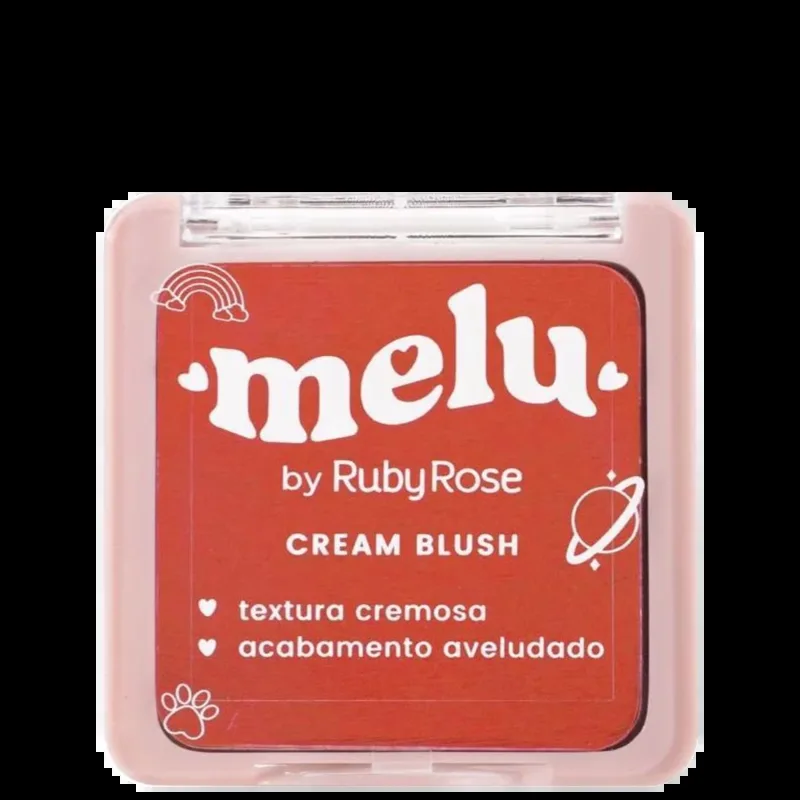 melu
by RubyRose
CREAM BLUSH
textura cremosa
acabamento aveludado